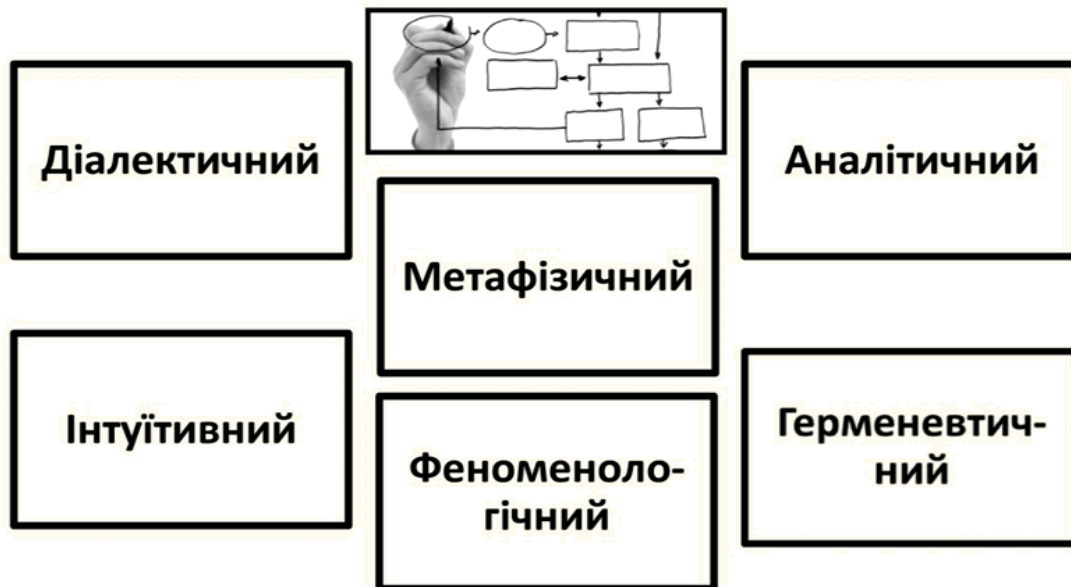 Діалектичний
Аналітичний
Метафізичний
Інтуїтивний
Феноменоло-
гічний
Герменевтич-
ний